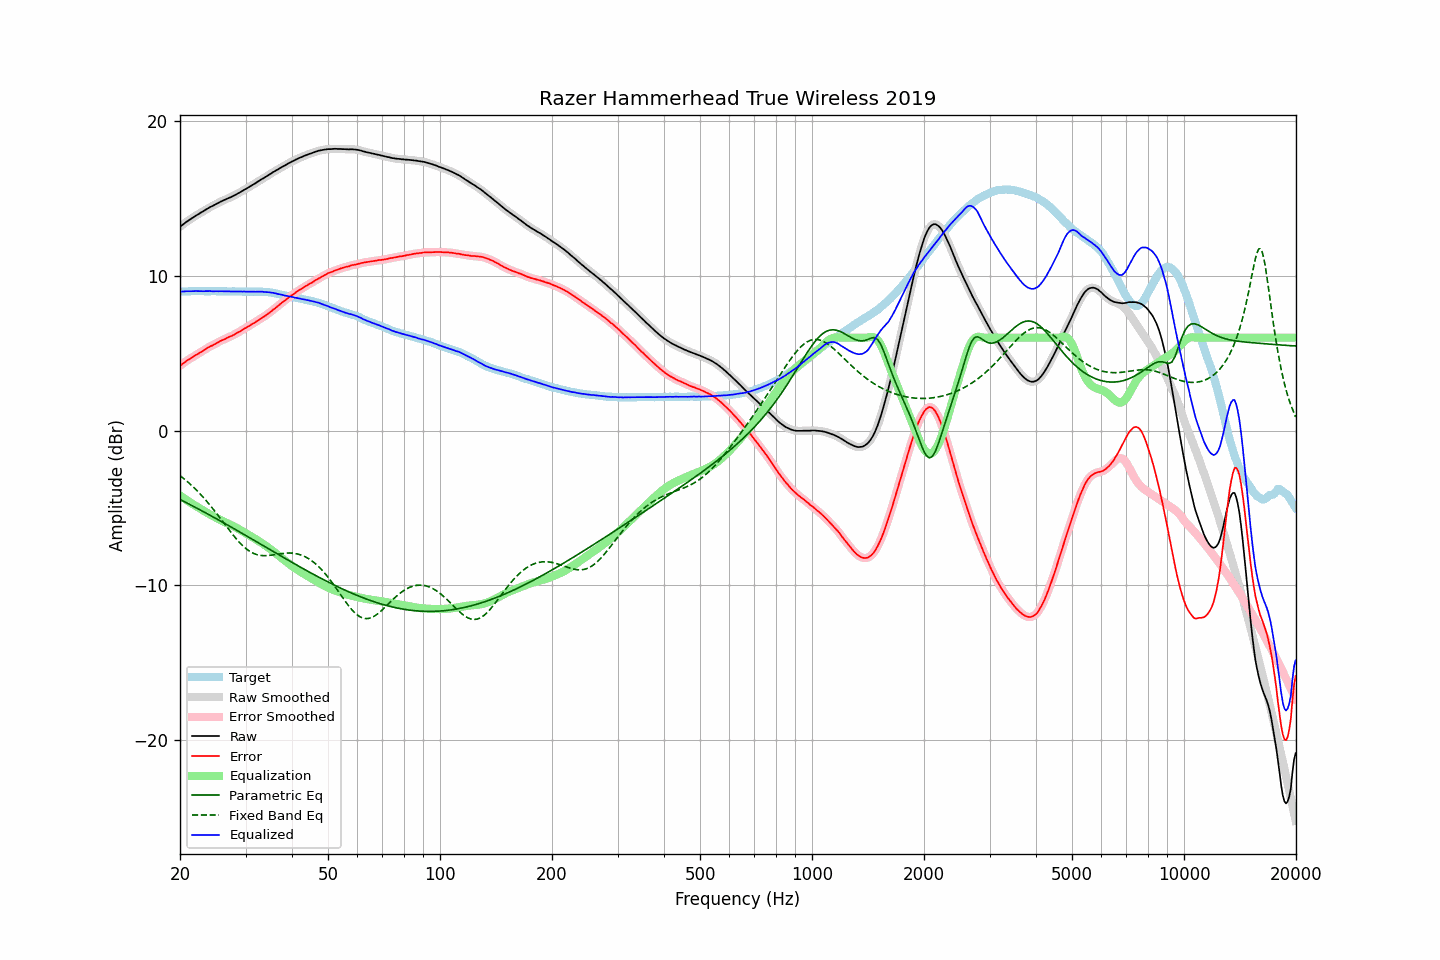 Razer Hammerhead True Wireless 2019
20
10
0
−10
−20
Amplitude (dBr)
Target
Raw Smoothed
Error Smoothed
Raw
Error
Equalization
Parametric Eq
Fixed Band Eq
Equalized
20 50 100 200 500 1000 2000 5000 10000 20000
Frequency (Hz)